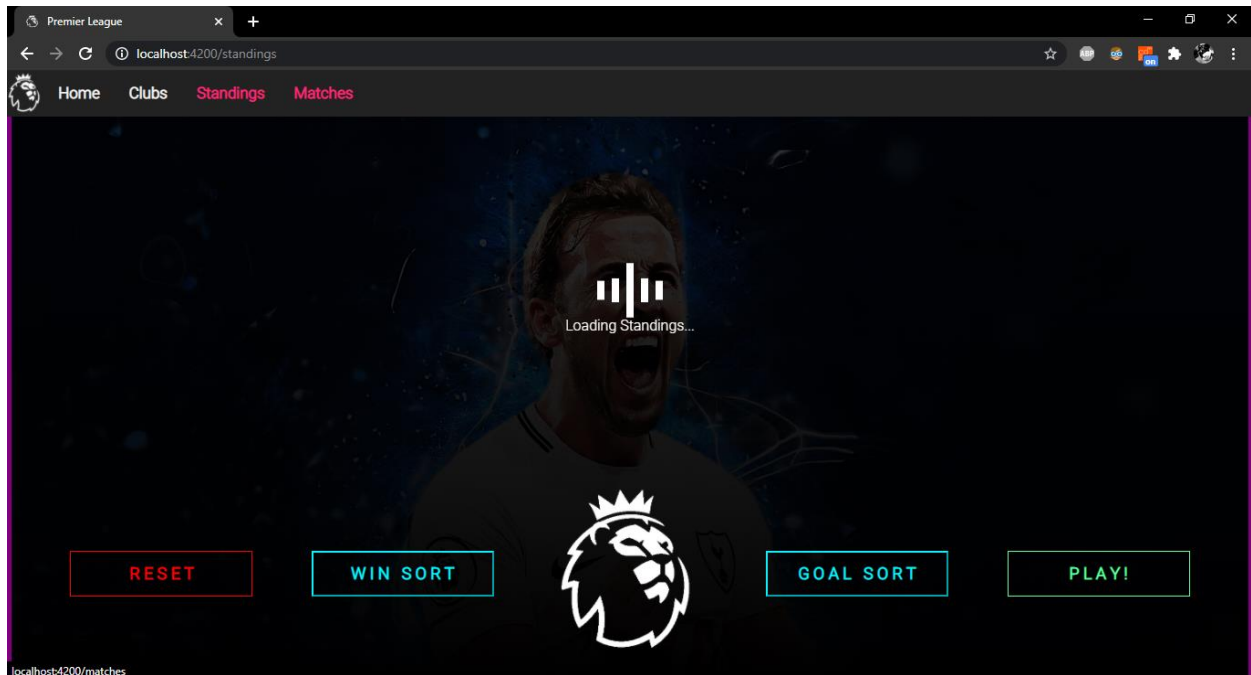 Premier League
localhost:4200/standings
on
Home Clubs Standings Matches
Loading Standings...
RESET WIN SORT GOAL SORT PLAY!
localhost:4200/matches